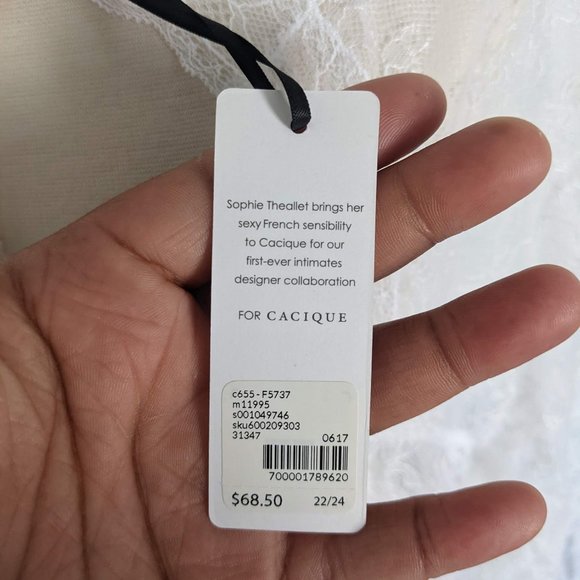 Sophie Theallet brings her
sexy French sensibility
to Cacique for our
first-ever intimates
designer collaboration
FOR CACIQUE
c655-F5737
m11995
s001049746
sku600209303
31347 0617
700001789620
$68.50 22/24